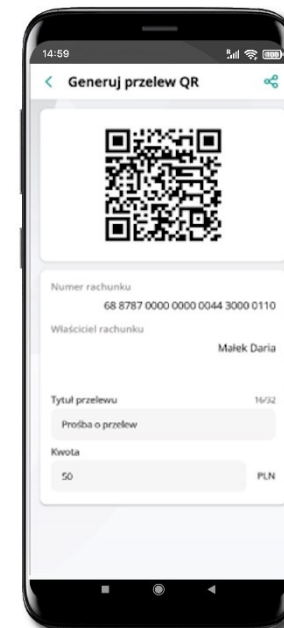 14:59
Generuj przelew QR
Numer rachunku
68 8787 0000 0000 0044 3000 0110
Właściciel rachunku
Małek Daria
Tytuł przelewu 16/32
Prośba o przelew
Kwota
50 PLN